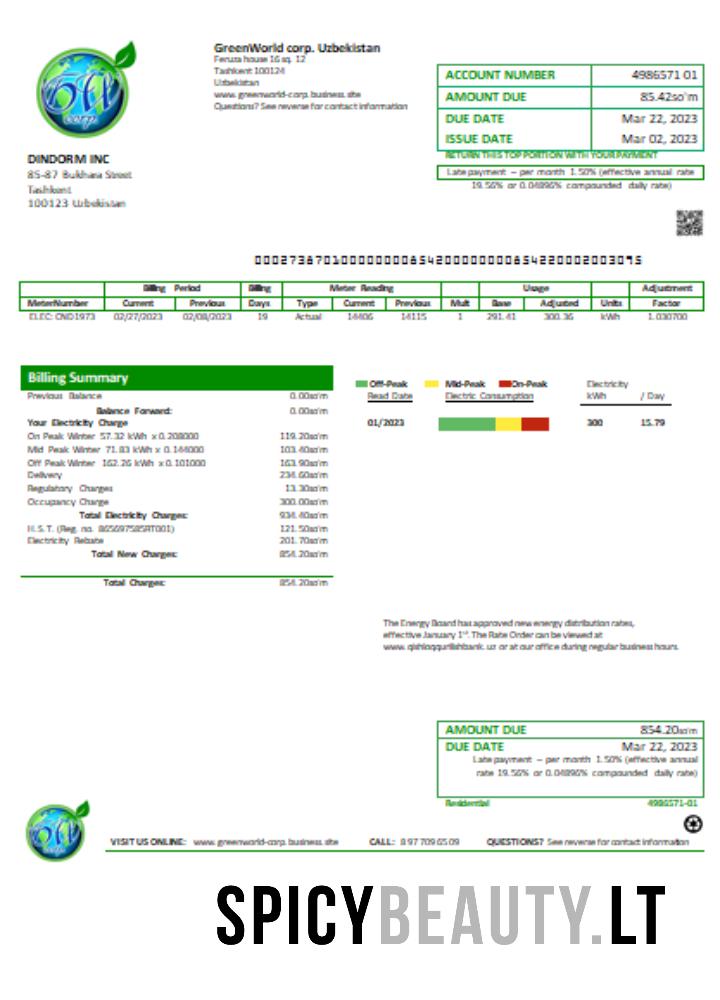 GreenWorld corp. Uzbekistan
Feruza house 16 sq. 12
Tashkent 100124
Uzbekistan
www. greenworld-corp. business.site
Questions? See reverse for contact information
corp.
ACCOUNT NUMBER 4986571 01
AMOUNT DUE 85.42so'm
DUE DATE Mar 22, 2023
ISSUE DATE Mar 02, 2023
RETURN THIS TOP PORTION WITH YOUR PAYMENT
Late payment – per month 1.50% (effective annual rate
19.56% or 0.04896% compounded daily rate)
DINDORM INC
85-87 Bukhara Street
Tashkent
100123 Uzbekistan
Billing Period Billing Meter Reading Usage Adjustment
MeterNumber Current Previous Days Type Current Previous Mult Base Adjusted Units Factor
ELEC: OND1973 02/27/2023 02/08/2023 19 Actual 14406 14115 1 291.41 300.36 kWh 1.030700
Billing Summary
Previous Balance 0.00so'm
Balance Forward: 0.00so'm
Your Electricity Charge
On Peak Winter 57.32 kWh x 0.208000 119.20so'm
Mid Peak Winter 71.83 kWh x 0.144000 103.40so'm
Off Peak Winter 162.26 kWh x 0.101000 163.90so'm
Delivery 234.60so'm
Regulatory Charges 13.30so'm
Occupancy Charge 300.00so'm
Total Electricity Charges: 934.40so'm
H.S.T. (Reg. no. 865697585RT001) 121.50so'm
Electricity Rebate 201.70so'm
Total New Charges: 854.20so'm
Total Charges: 854.20so'm
Off-Peak Mid-Peak On-Peak Electricity
Read Date Electric Consumption kWh / Day
01/2023 300 15.79
The Energy Board has approved new energy distribution rates,
effective January 1st. The Rate Order can be viewed at
www. qishloqqurilishbank. uz or at our office during regular business hours.
AMOUNT DUE 854.20so'm
DUE DATE Mar 22, 2023
Late payment – per month 1.50% (effective annual
rate 19.56% or 0.04896% compounded daily rate)
Residential 4986571-01
VISIT US ONLINE: www. greenworld-corp. business.site CALL: 8 97 709 65 09 QUESTIONS? See reverse for contact information
SPICYBEAUTY.LT